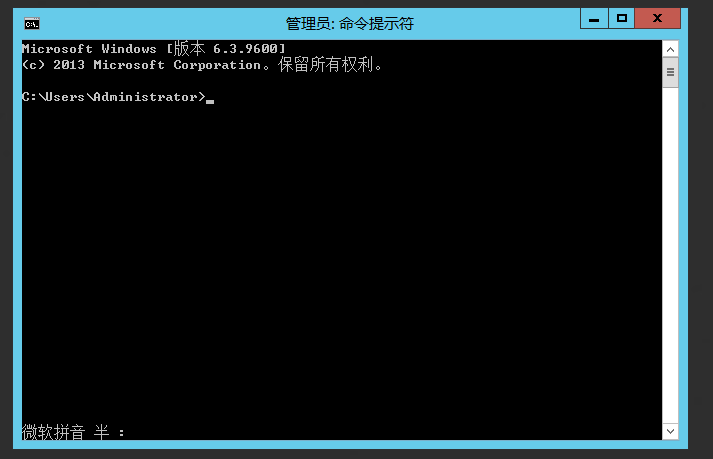 管理员: 命令提示符
Microsoft Windows [版本 6.3.9600]
(c) 2013 Microsoft Corporation。保留所有权利。
C:\Users\Administrator>
微软拼音 半 :